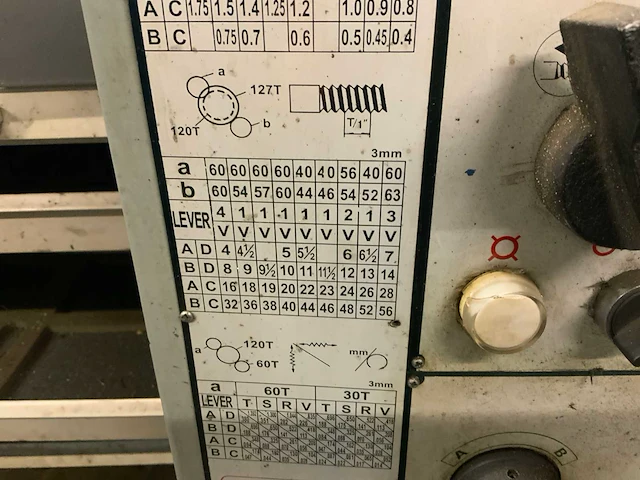 A C 1.75 1.5 1.4 1.25 1.2 1.0 0.9 0.8
B C 0.75 0.7 0.6 0.5 0.45 0.4
a
127T
120T
b
T/1"
3mm
a 60 60 60 60 40 40 56 40 60
b 60 54 57 60 44 46 54 52 63
LEVER 4 1 1 1 1 1 2 1 3
V V V V V V V V V
A D 4 4½ 5 5½ 6 6½ 7
B D 8 9 9½ 10 11 11½ 12 13 14
A C 16 18 19 20 22 23 24 26 28
B C 32 36 38 40 44 46 48 52 56
a
120T
60T
mm
3mm
a 60T 30T
LEVER T S R V T S R V
A D
B D
A C
B C
A B